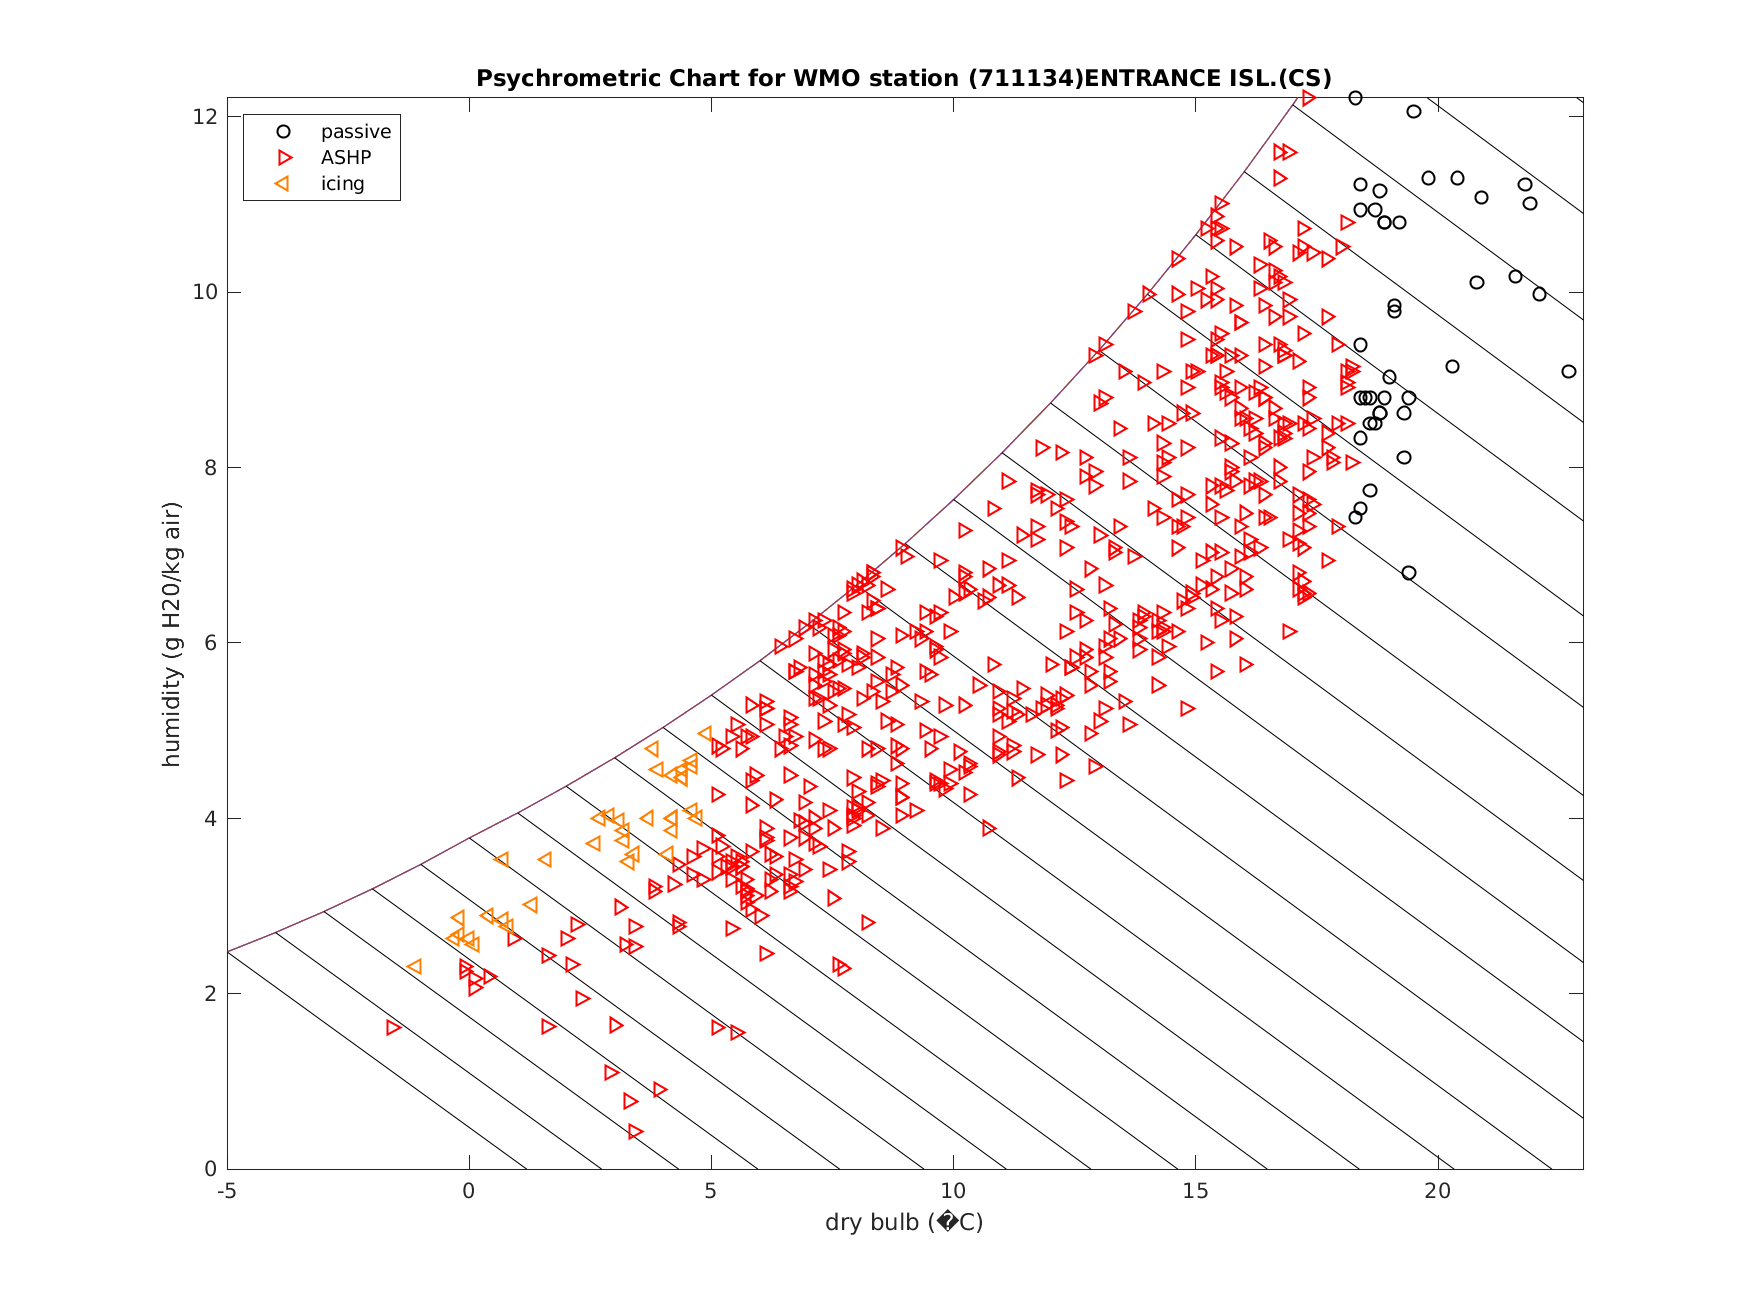 Psychrometric Chart for WMO station (711134)ENTRANCE ISL.(CS)
passive
ASHP
icing
12
10
8
6
4
2
0
humidity (g H20/kg air)
-5 0 5 10 15 20
dry bulb (�C)